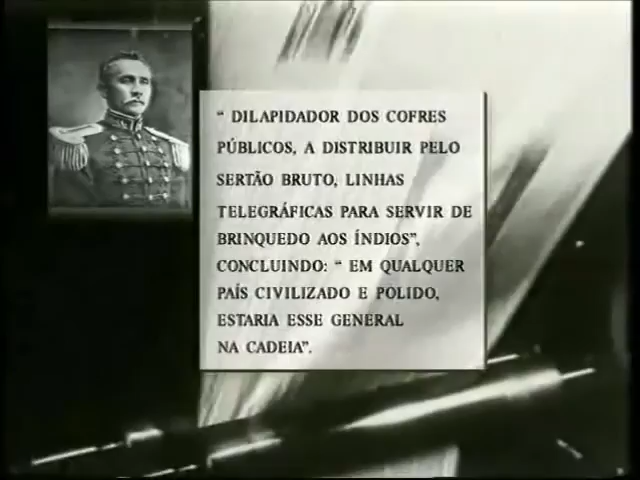 “ DILAPIDADOR DOS COFRES
PÚBLICOS, A DISTRIBUIR PELO
SERTÃO BRUTO, LINHAS
TELEGRÁFICAS PARA SERVIR DE
BRINQUEDO AOS ÍNDIOS”,
CONCLUINDO: “ EM QUALQUER
PAÍS CIVILIZADO E POLIDO,
ESTARIA ESSE GENERAL
NA CADEIA”.